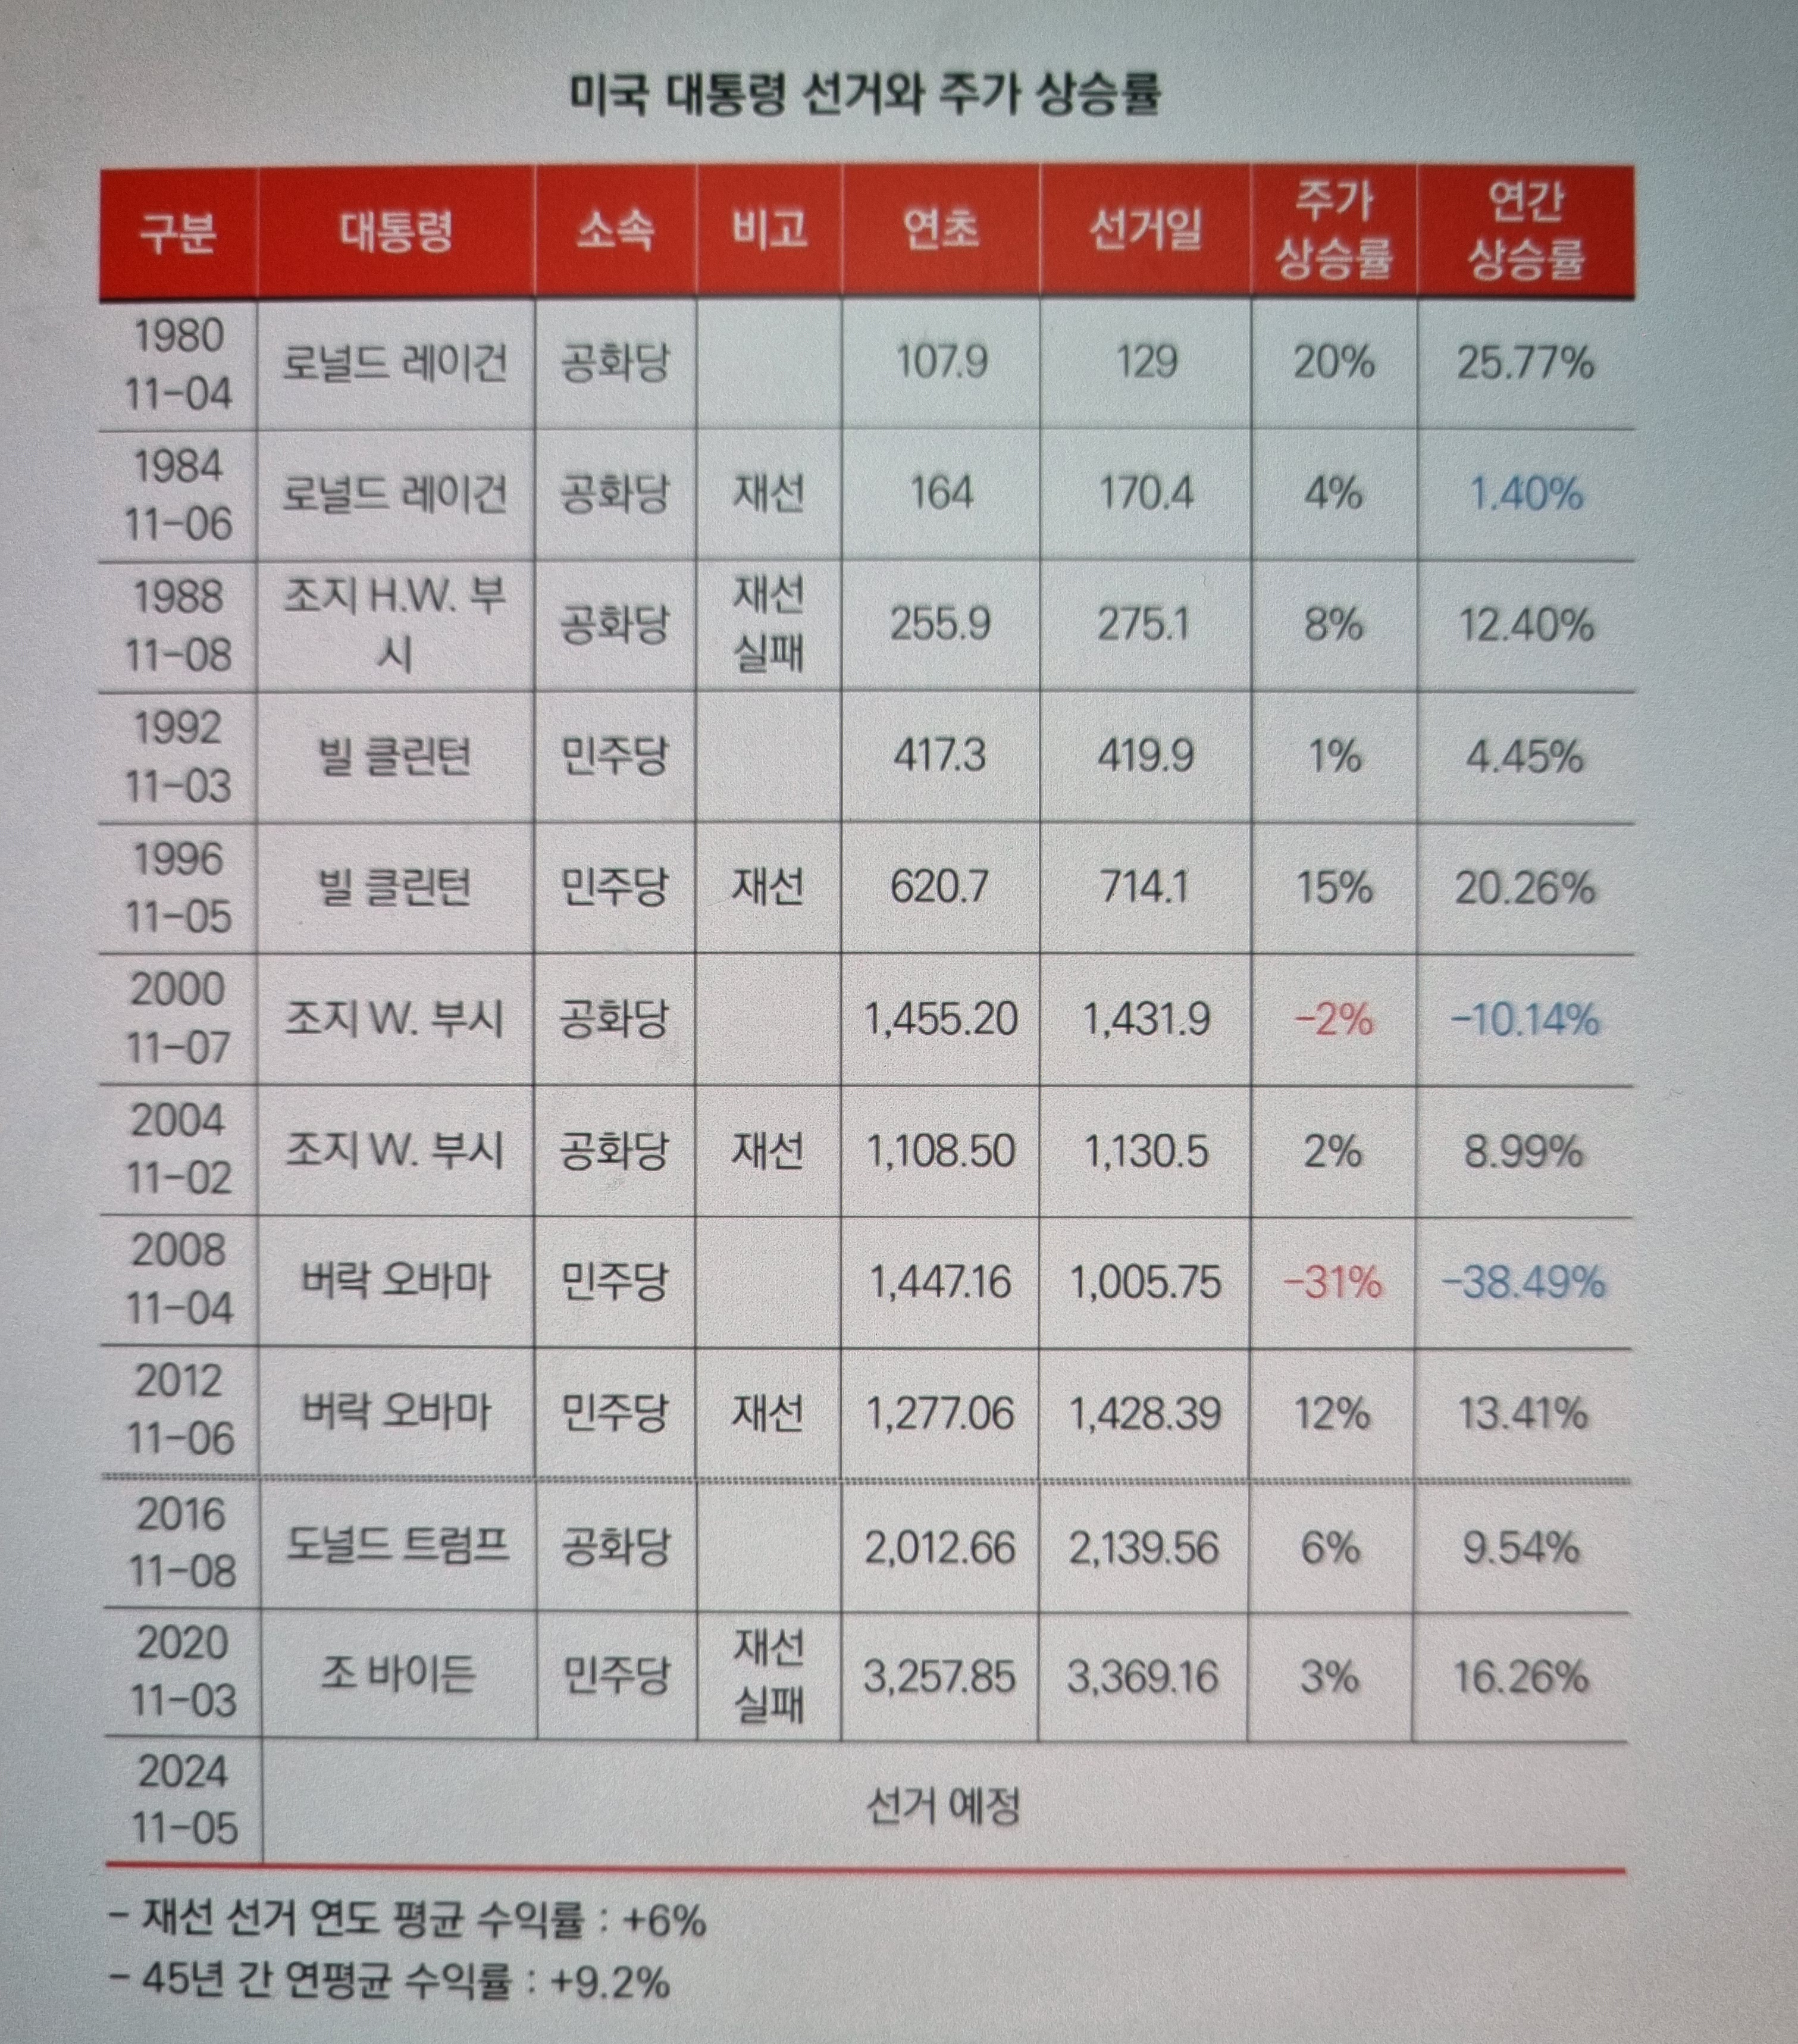 미국 대통령 선거와 주가 상승률
구분 대통령 소속 비고 연초 선거일 주가 상승률 연간 상승률
1980 11-04 로널드 레이건 공화당 107.9 129 20% 25.77%
1984 11-06 로널드 레이건 공화당 재선 164 170.4 4% 1.40%
1988 11-08 조지 H.W. 부시 공화당 재선 실패 255.9 275.1 8% 12.40%
1992 11-03 빌 클린턴 민주당 417.3 419.9 1% 4.45%
1996 11-05 빌 클린턴 민주당 재선 620.7 714.1 15% 20.26%
2000 11-07 조지 W. 부시 공화당 1,455.20 1,431.9 -2% -10.14%
2004 11-02 조지 W. 부시 공화당 재선 1,108.50 1,130.5 2% 8.99%
2008 11-04 버락 오바마 민주당 1,447.16 1,005.75 -31% -38.49%
2012 11-06 버락 오바마 민주당 재선 1,277.06 1,428.39 12% 13.41%
2016 11-08 도널드 트럼프 공화당 2,012.66 2,139.56 6% 9.54%
2020 11-03 조 바이든 민주당 재선 실패 3,257.85 3,369.16 3% 16.26%
2024 11-05 선거 예정
- 재선 선거 연도 평균 수익률 : +6%
- 45년 간 연평균 수익률 : +9.2%